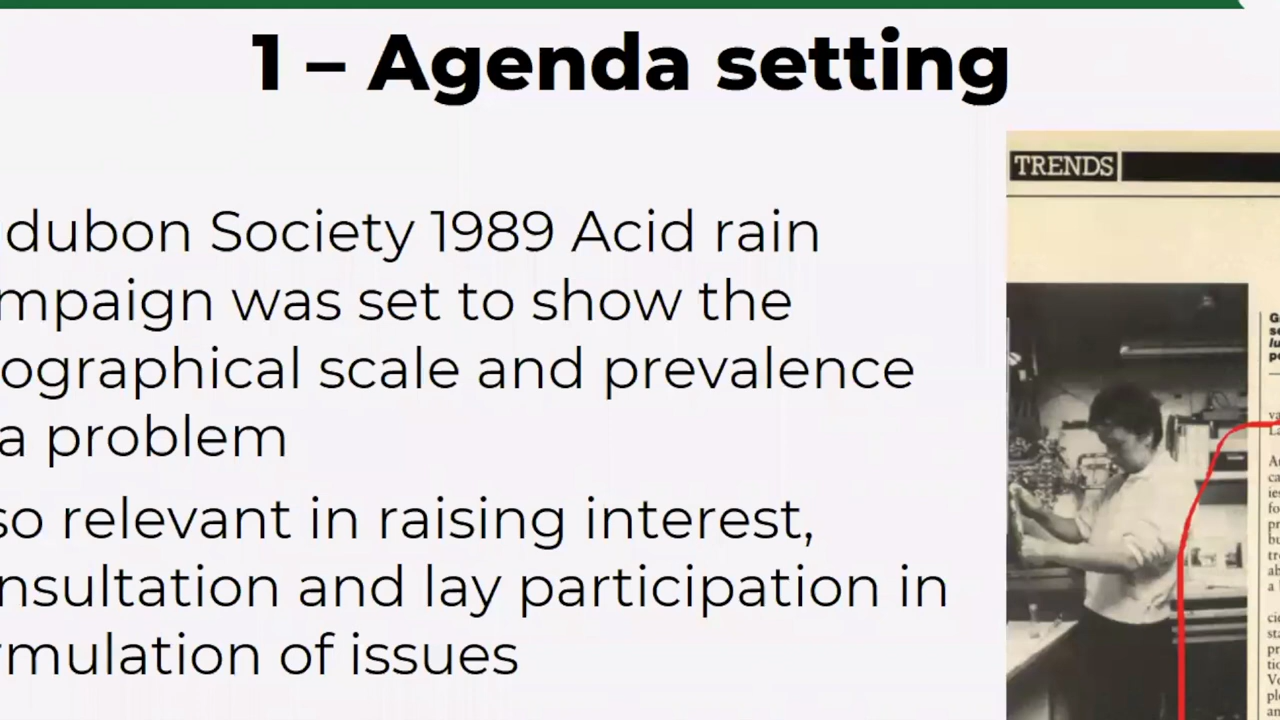 1 – Agenda setting
dubon Society 1989 Acid rain
mpaign was set to show the
ographical scale and prevalence
a problem
so relevant in raising interest,
nsultation and lay participation in
rmulation of issues
TRENDS